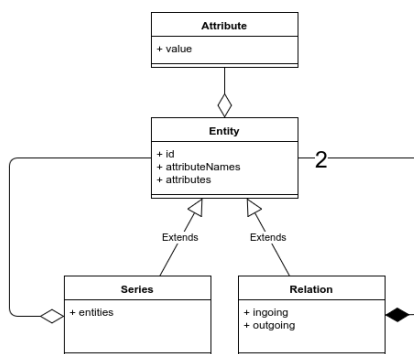 Attribute
+ value
Entity
+ id
+ attributeNames
+ attributes
2
Extends
Extends
Series
+ entities
Relation
+ ingoing
+ outgoing